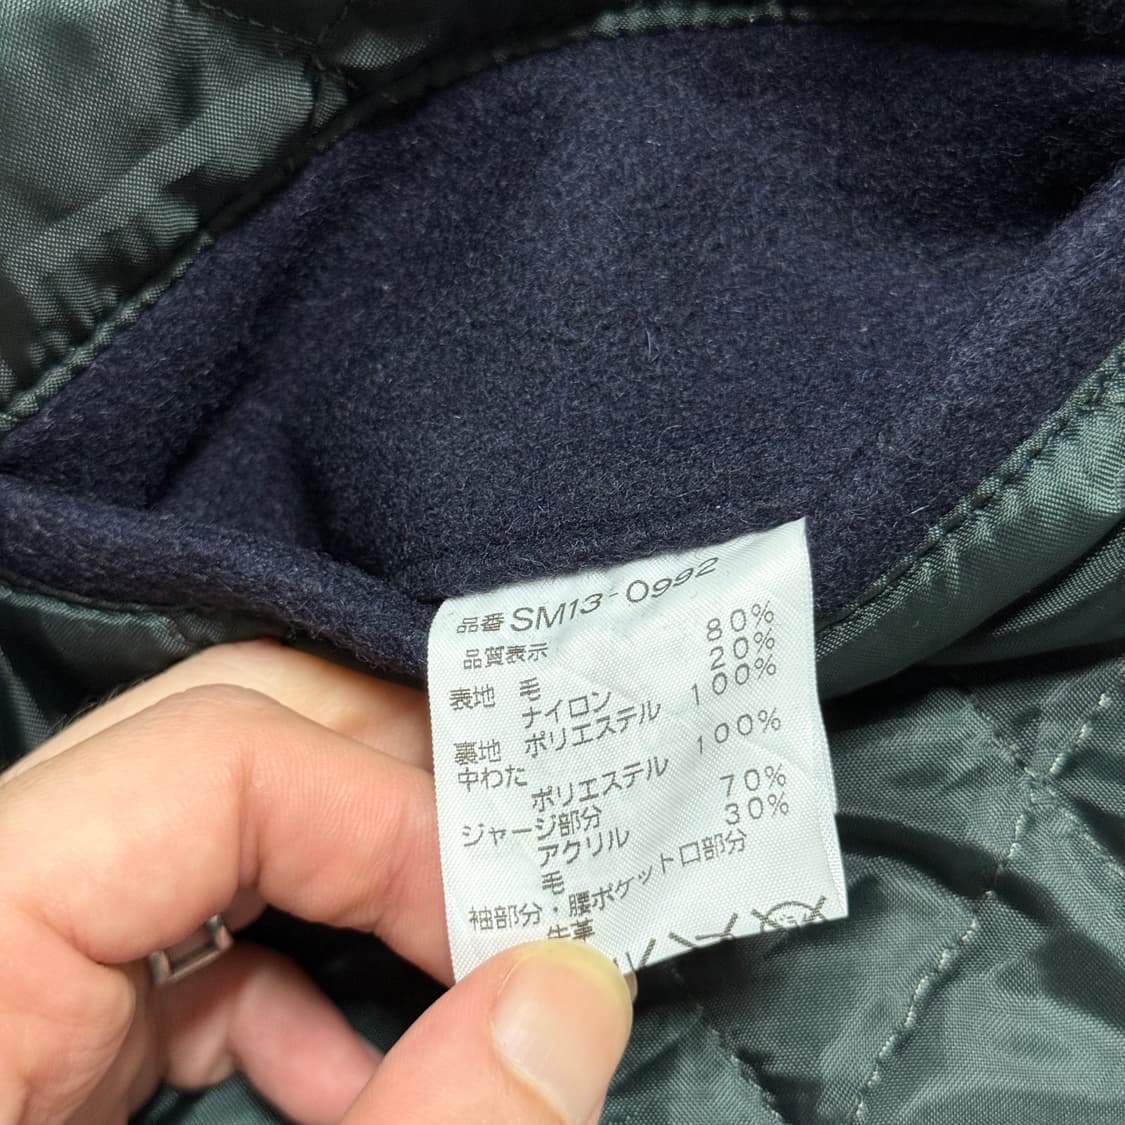 品番 SM13-0992
品質表示
表地 毛 80%
ナイロン 20%
裏地 ポリエステル 100%
中わた
ポリエステル 100%
ジャージ部分
アクリル 70%
毛 30%
袖部分・腰ポケット口部分
牛革